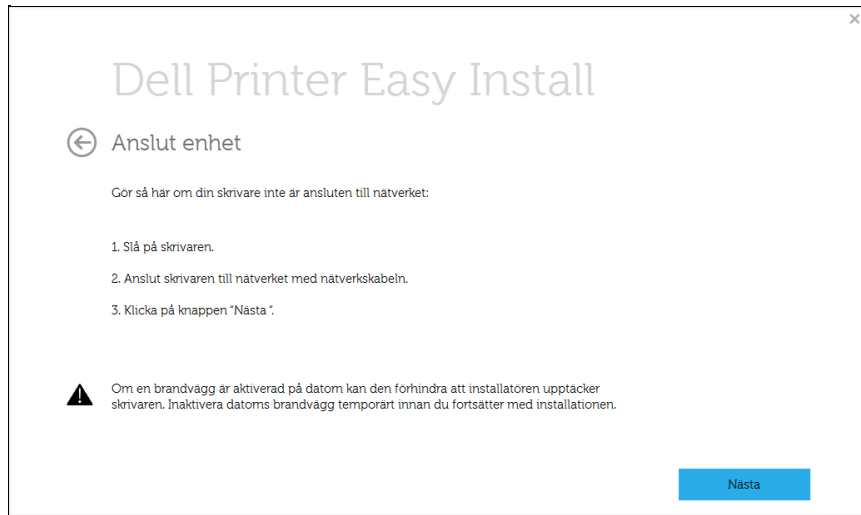 Dell Printer Easy Install
Anslut enhet
Gör så här om din skrivare inte är ansluten till nätverket:
1. Slå på skrivaren.
2. Anslut skrivaren till nätverket med nätverkskabeln.
3. Klicka på knappen "Nästa ".
Om en brandvägg är aktiverad på datorn kan den förhindra att installatören upptäcker
skrivaren. Inaktivera datorns brandvägg temporärt innan du fortsätter med installationen.
Nästa